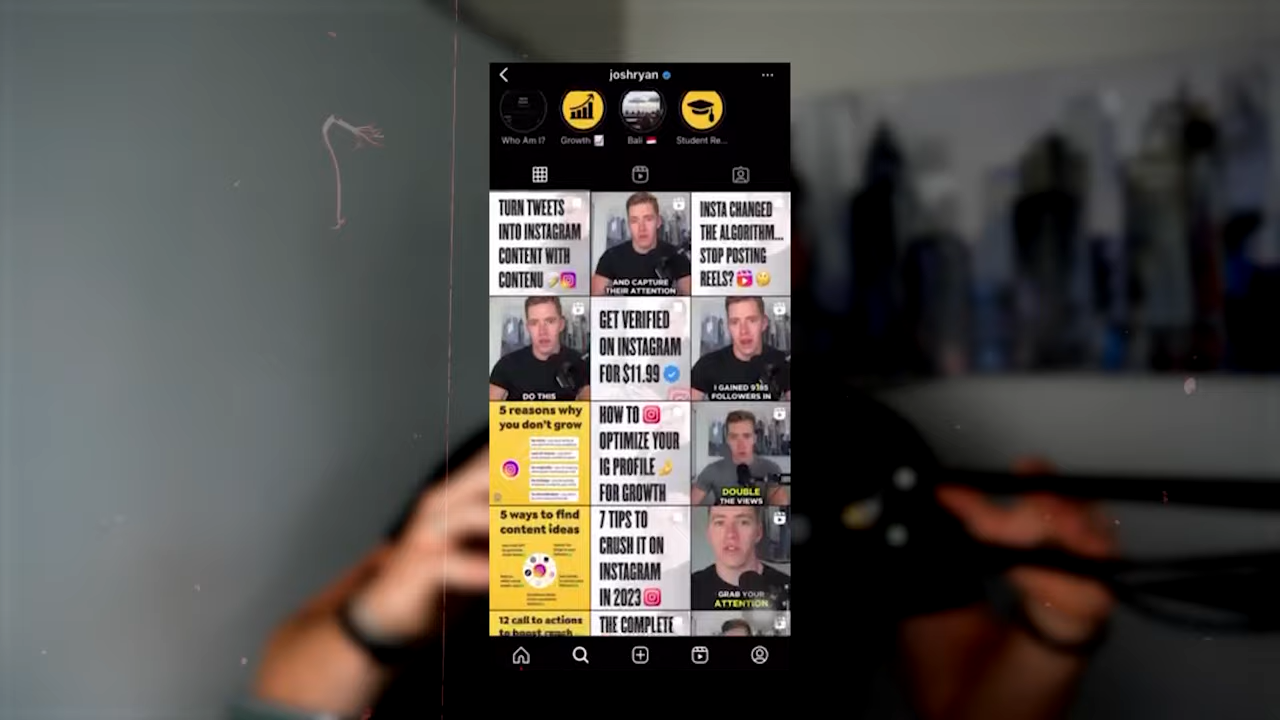 joshryan
Who Am I?
Growth 📈
Bali 🇮🇩
Student Re...
TURN TWEETS
INTO INSTAGRAM
CONTENT WITH
CONTENU
AND CAPTURE
THEIR ATTENTION
INSTA CHANGED
THE ALGORITHM...
STOP POSTING
REELS? 🤔
DO THIS
GET VERIFIED
ON INSTAGRAM
FOR $11.99
I GAINED 9185
FOLLOWERS IN
5 reasons why
you don't grow
HOW TO
OPTIMIZE YOUR
IG PROFILE
FOR GROWTH
DOUBLE
THE VIEWS
5 ways to find
content ideas
7 TIPS TO
CRUSH IT ON
INSTAGRAM
IN 2023
GRAB YOUR
ATTENTION
12 call to actions
to boost reach
THE COMPLETE